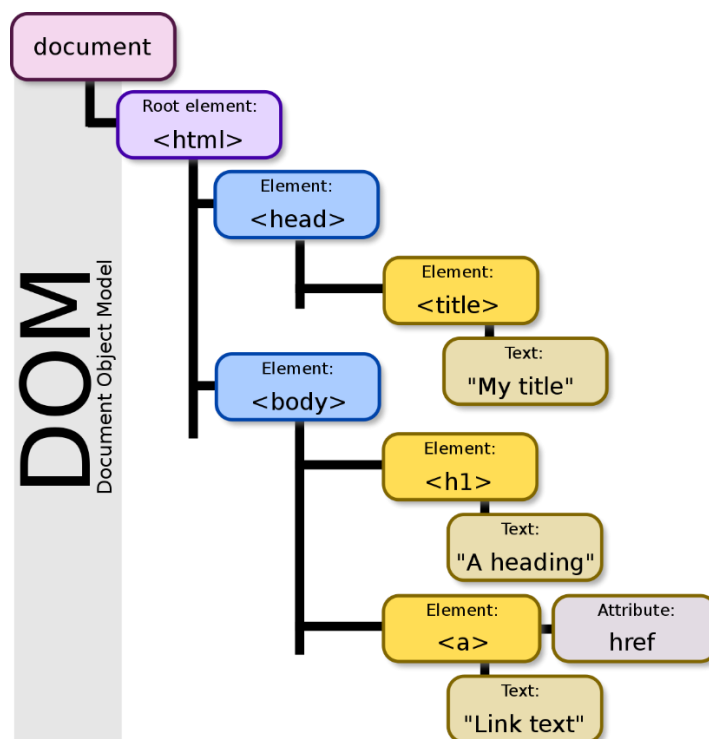 document
Root element:
<html>
Element:
<head>
Element:
<title>
Text:
"My title"
Element:
<body>
Element:
<h1>
Text:
"A heading"
Element:
<a>
Attribute:
href
Text:
"Link text"
DOM
Document Object Model